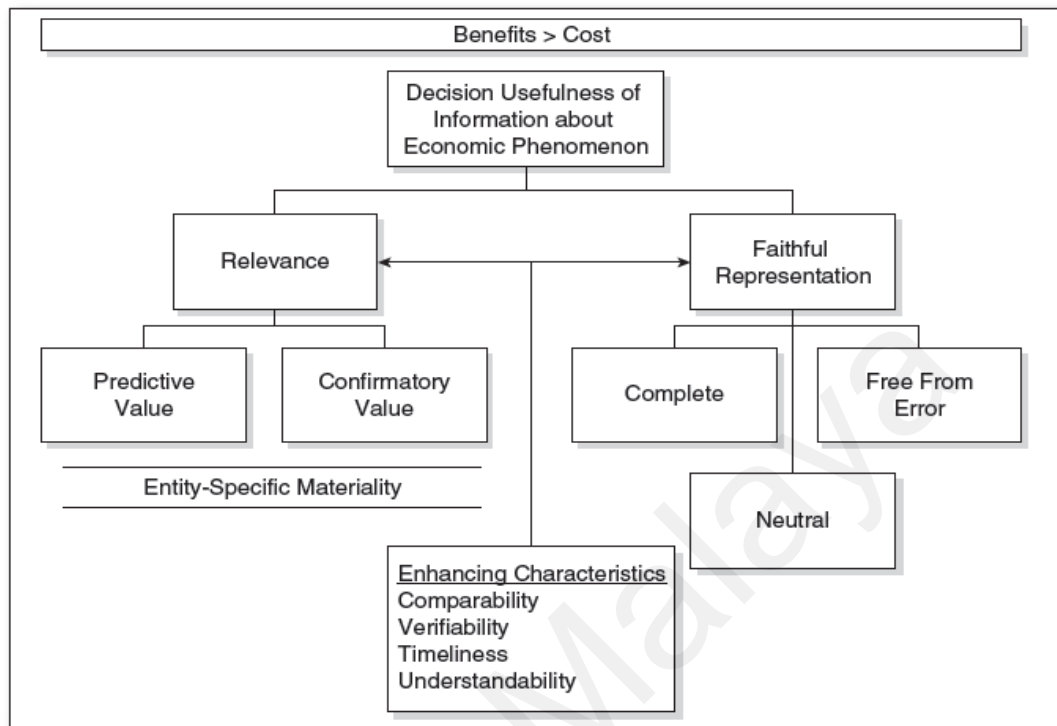 Benefits > Cost
Decision Usefulness of
Information about
Economic Phenomenon
Relevance
Faithful
Representation
Predictive
Value
Confirmatory
Value
Complete
Free From
Error
Entity-Specific Materiality
Neutral
Enhancing Characteristics
Comparability
Verifiability
Timeliness
Understandability
Malaya